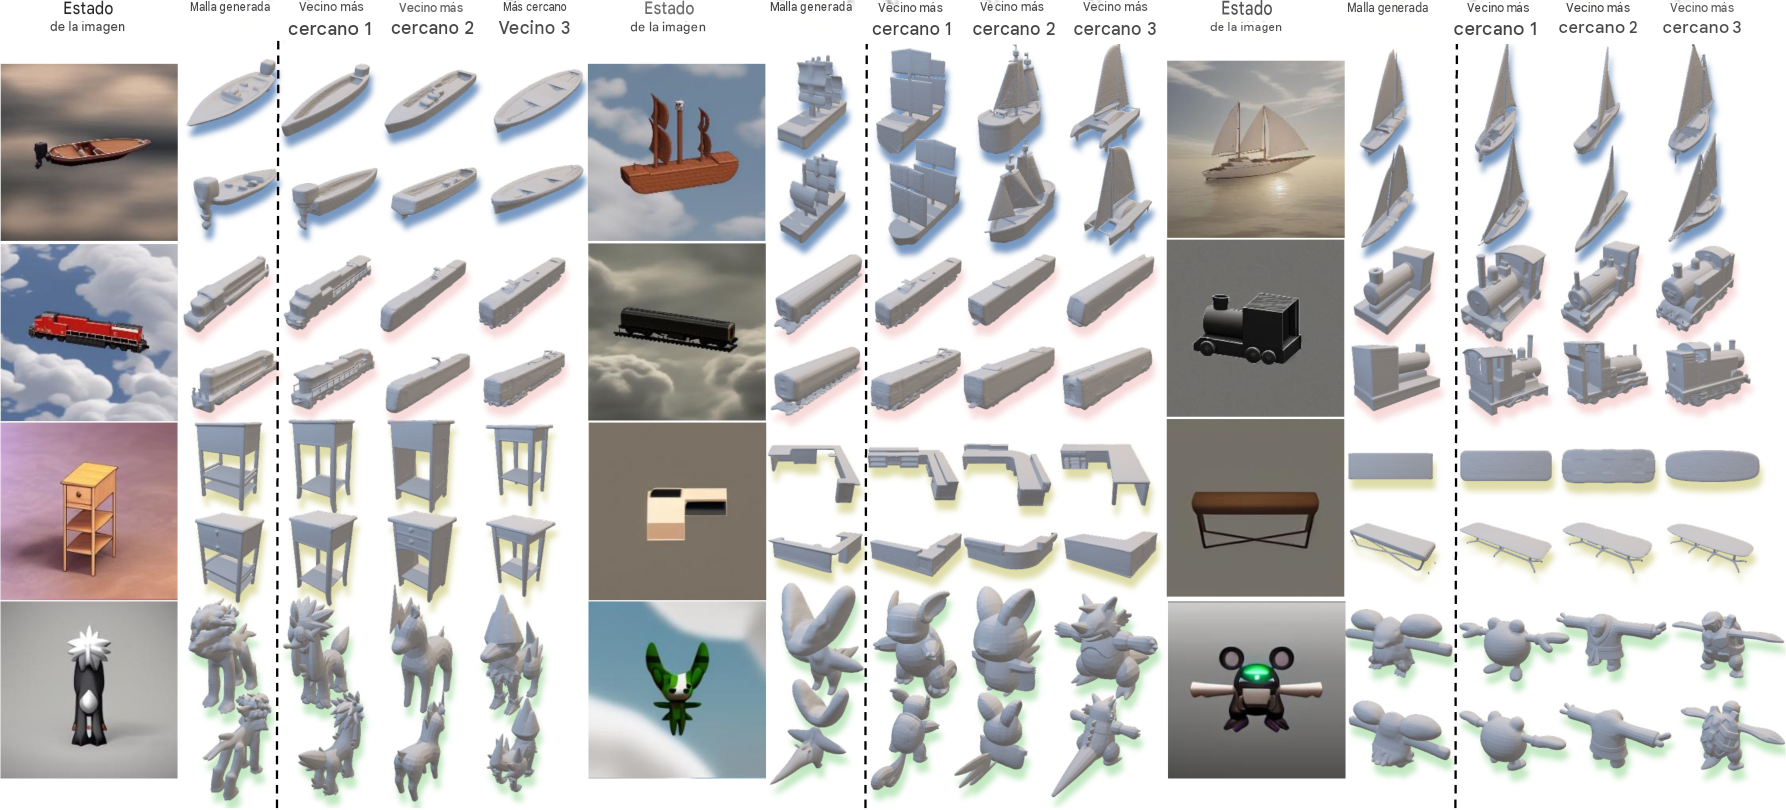 Estado
de la imagen
Malla generada
Vecino más
cercano 1
Vecino más
cercano 2
Más cercano
Vecino 3
Estado
de la imagen
Malla generada
Vecino más
cercano 1
Vecino más
cercano 2
Vecino más
cercano 3
Estado
de la imagen
Malla generada
Vecino más
cercano 1
Vecino más
cercano 2
Vecino más
cercano 3